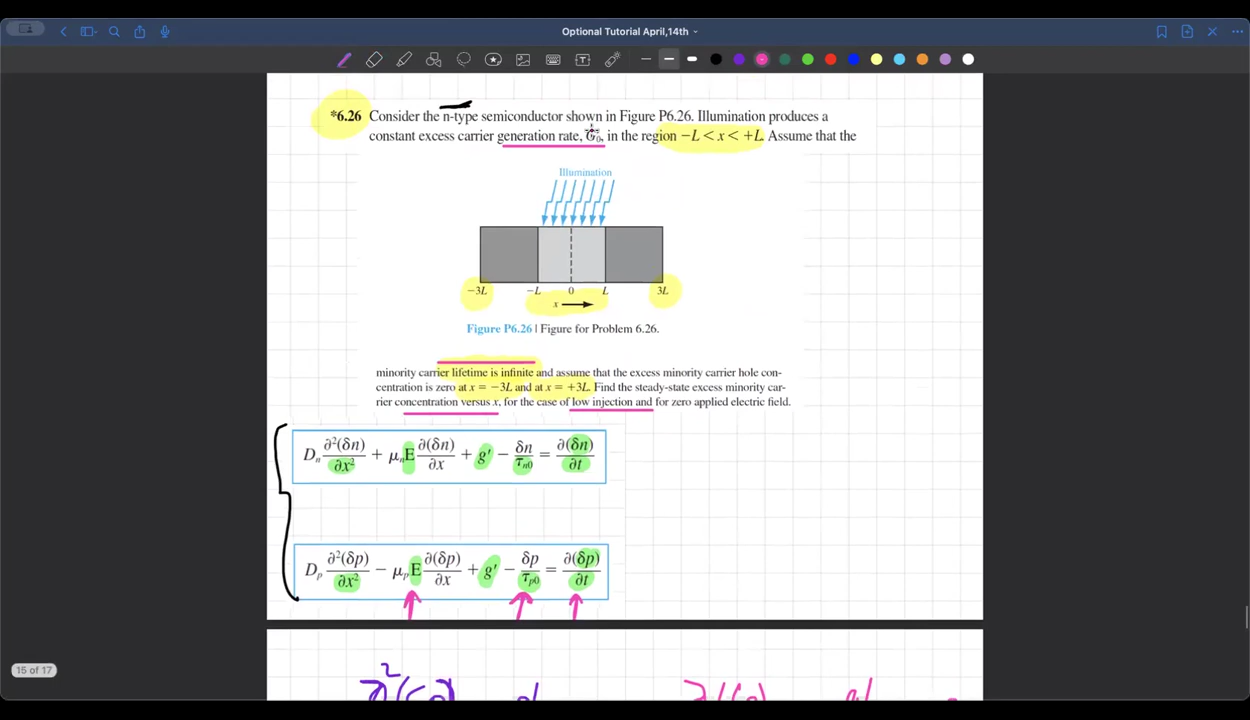 Optional Tutorial April,14th
*6.26 Consider the n-type semiconductor shown in Figure P6.26. Illumination produces a
constant excess carrier generation rate, G′₀, in the region −L < x < +L. Assume that the
Illumination
−3L −L 0 L 3L
x
Figure P6.26 | Figure for Problem 6.26.
minority carrier lifetime is infinite and assume that the excess minority carrier hole con-
centration is zero at x = −3L and at x = +3L. Find the steady-state excess minority car-
rier concentration versus x, for the case of low injection and for zero applied electric field.
Dₙ ∂²(δn)/∂x² + μₙE ∂(δn)/∂x + g′ − δn/τₙ₀ = ∂(δn)/∂t
Dₚ ∂²(δp)/∂x² − μₚE ∂(δp)/∂x + g′ − δp/τₚ₀ = ∂(δp)/∂t
15 of 17